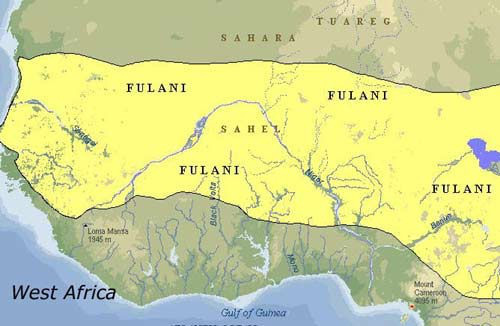 TUAREG
SAHARA
FULANI
FULANI
SAHEL
Senegal
FULANI
Niger
FULANI
Black Volta
Benue
Loma Mansa
1945 m
Mount
Cameroon
4095 m
West Africa
Gulf of Guinea